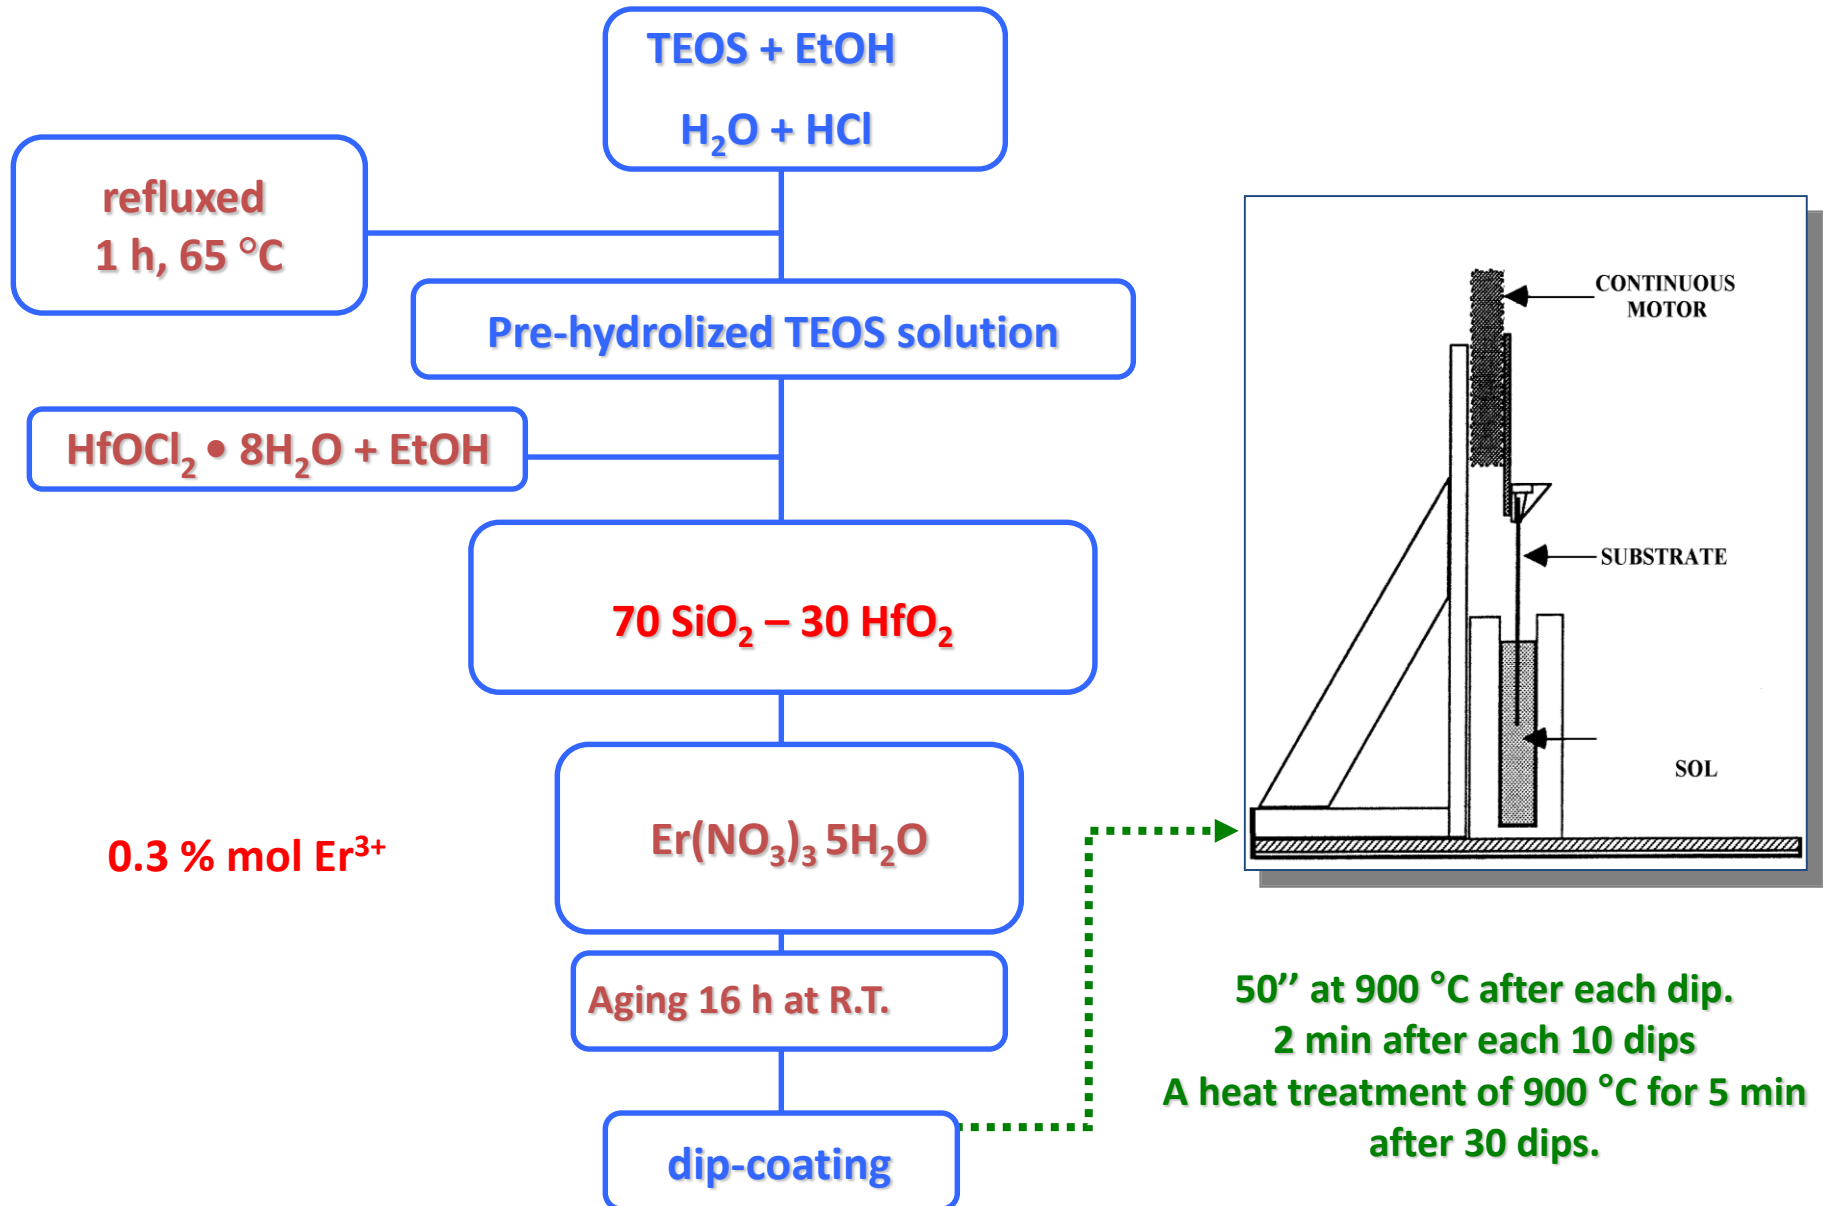 TEOS + EtOH
H₂O + HCl
refluxed
1 h, 65 °C
Pre-hydrolized TEOS solution
HfOCl₂ • 8H₂O + EtOH
70 SiO₂ – 30 HfO₂
Er(NO₃)₃ 5H₂O
0.3 % mol Er³⁺
Aging 16 h at R.T.
dip-coating
CONTINUOUS
MOTOR
SUBSTRATE
SOL
50’’ at 900 °C after each dip.
2 min after each 10 dips
A heat treatment of 900 °C for 5 min
after 30 dips.